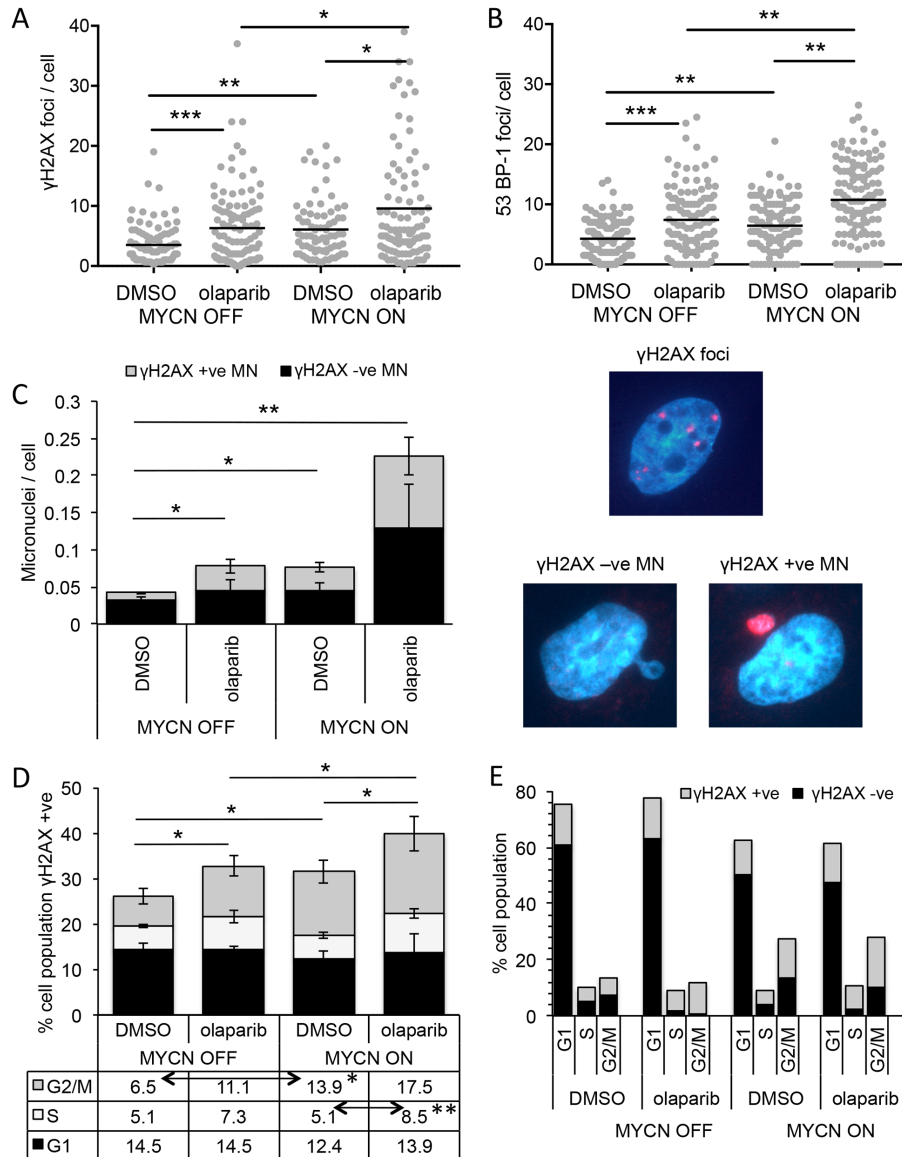 A
γH2AX foci / cell
40
30
20
10
0
*
*
**
***
DMSO olaparib DMSO olaparib
MYCN OFF MYCN ON
B
53 BP-1 foci/ cell
40
30
20
10
0
**
**
**
***
DMSO olaparib DMSO olaparib
MYCN OFF MYCN ON
C
γH2AX +ve MN γH2AX -ve MN
Micronuclei / cell
0.3
0.25
0.2
0.15
0.1
0.05
0
**
*
*
DMSO olaparib DMSO olaparib
MYCN OFF MYCN ON
γH2AX foci
γH2AX –ve MN γH2AX +ve MN
D
% cell population γH2AX +ve
50
40
30
20
10
0
*
*
*
*
DMSO olaparib DMSO olaparib
MYCN OFF MYCN ON
G2/M 6.5 11.1 13.9 * 17.5
S 5.1 7.3 5.1 8.5 **
G1 14.5 14.5 12.4 13.9
E
γH2AX +ve γH2AX -ve
% cell population
80
60
40
20
0
G1 S G2/M G1 S G2/M G1 S G2/M G1 S G2/M
DMSO olaparib DMSO olaparib
MYCN OFF MYCN ON